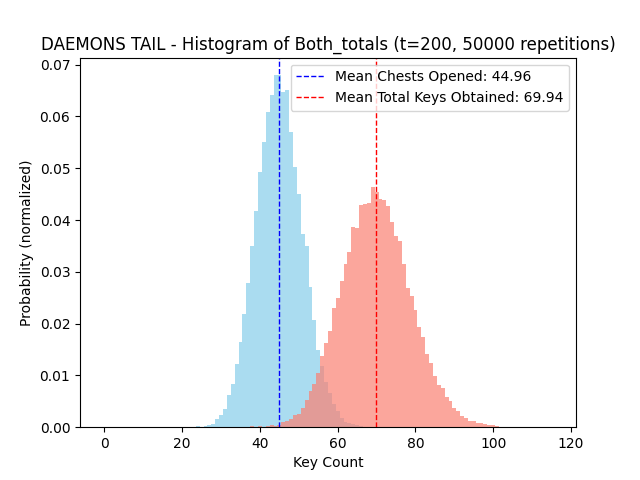 DAEMONS TAIL - Histogram of Both_totals (t=200, 50000 repetitions)
Mean Chests Opened: 44.96
Mean Total Keys Obtained: 69.94
Probability (normalized)
0.07
0.06
0.05
0.04
0.03
0.02
0.01
0.00
0 20 40 60 80 100 120
Key Count